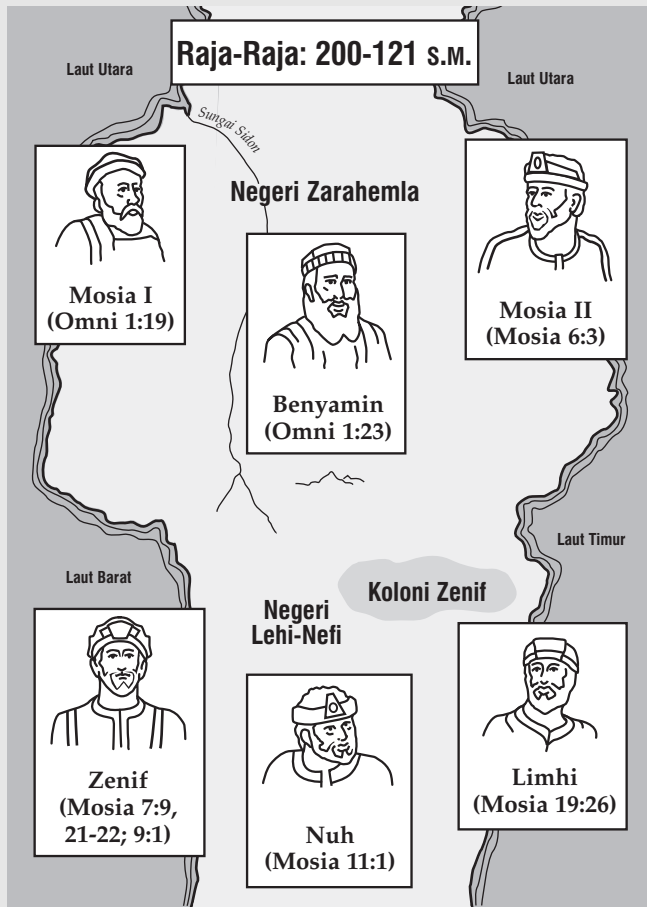 Raja-Raja: 200-121 S.M.
Laut Utara
Laut Utara
Sungai Sidon
Negeri Zarahemla
Mosia I
(Omni 1:19)
Benyamin
(Omni 1:23)
Mosia II
(Mosia 6:3)
Laut Barat
Laut Timur
Koloni Zenif
Negeri
Lehi-Nefi
Zenif
(Mosia 7:9,
21-22; 9:1)
Nuh
(Mosia 11:1)
Limhi
(Mosia 19:26)